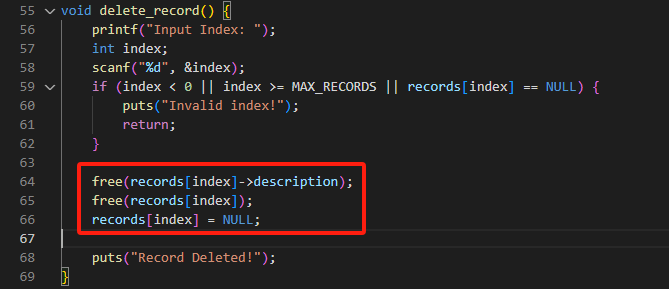 55 void delete_record() {
56 printf("Input Index: ");
57 int index;
58 scanf("%d", &index);
59 if (index < 0 || index >= MAX_RECORDS || records[index] == NULL) {
60 puts("Invalid index!");
61 return;
62 }
63
64 free(records[index]->description);
65 free(records[index]);
66 records[index] = NULL;
67
68 puts("Record Deleted!");
69 }